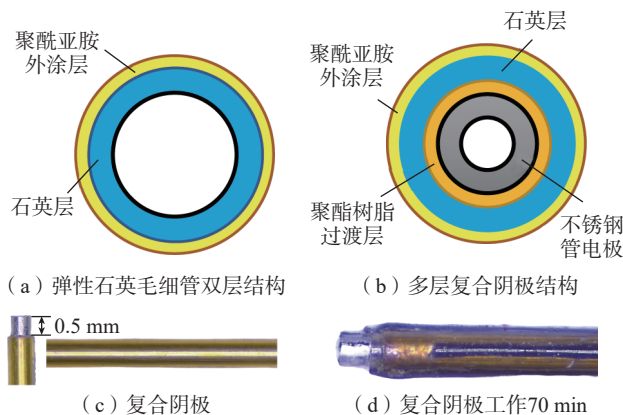 聚酰亚胺
外涂层
石英层
（a）弹性石英毛细管双层结构
石英层
聚酰亚胺
外涂层
聚酯树脂
过渡层
不锈钢
管电极
（b）多层复合阴极结构
0.5 mm
（c）复合阴极
（d）复合阴极工作70 min